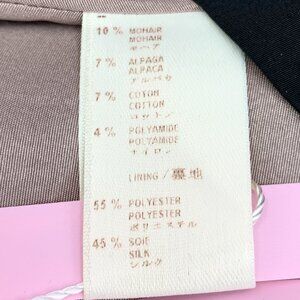 10 % MOHAIR
MOHAIR
モヘア
7 % ALPAGA
ALPACA
アルパカ
7 % COTON
COTTON
コットン
4 % POLYAMIDE
POLYAMIDE
ナイロン
LINING / 裏地
55 % POLYESTER
POLYESTER
ポリエステル
45 % SOIE
SILK
シルク